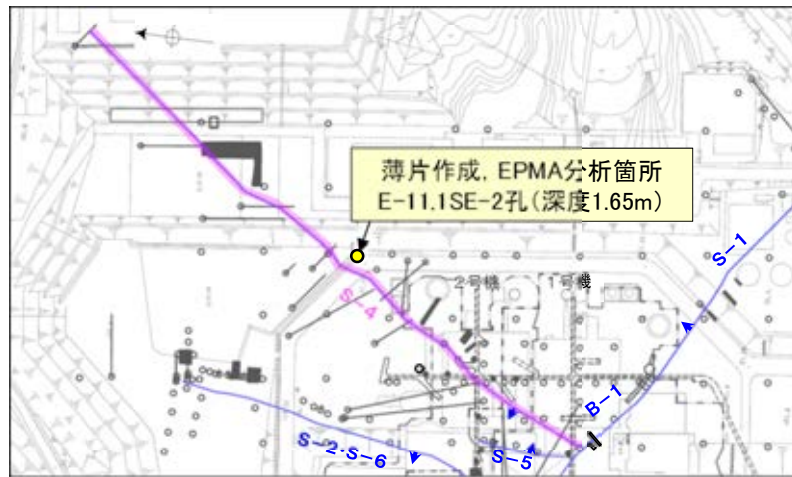 薄片作成，EPMA分析箇所
E-11.1SE-2孔（深度1.65m）
S-1
2号機
1号機
S-4
B-1
S-2・S-6
S-5